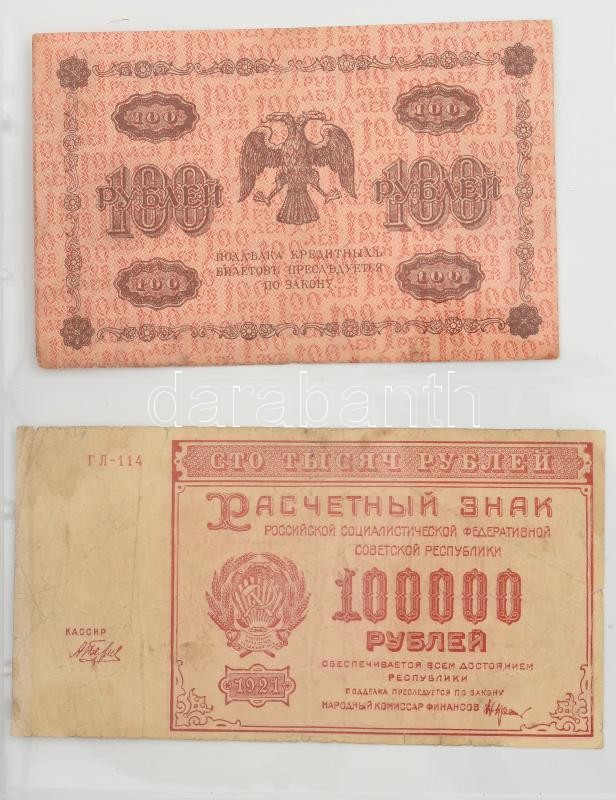 100 100
100 РУБЛЕЙ 100 РУБЛЕЙ
ПОДДѢЛКА КРЕДИТНЫХЪ
БИЛЕТОВЪ ПРЕСЛѢДУЕТСЯ
ПО ЗАКОНУ
100 100
darabanth
ГЛ-114
СТО ТЫСЯЧ РУБЛЕЙ
РАСЧЕТНЫЙ ЗНАК
РОССИЙСКОЙ СОЦИАЛИСТИЧЕСКОЙ ФЕДЕРАТИВНОЙ
СОВЕТСКОЙ РЕСПУБЛИКИ
100000
РУБЛЕЙ
КАССИР
1921
ОБЕСПЕЧИВАЕТСЯ ВСЕМ ДОСТОЯНИЕМ
РЕСПУБЛИКИ
ПОДДЕЛКА ПРЕСЛЕДУЕТСЯ ПО ЗАКОНУ
НАРОДНЫЙ КОМИССАР ФИНАНСОВ